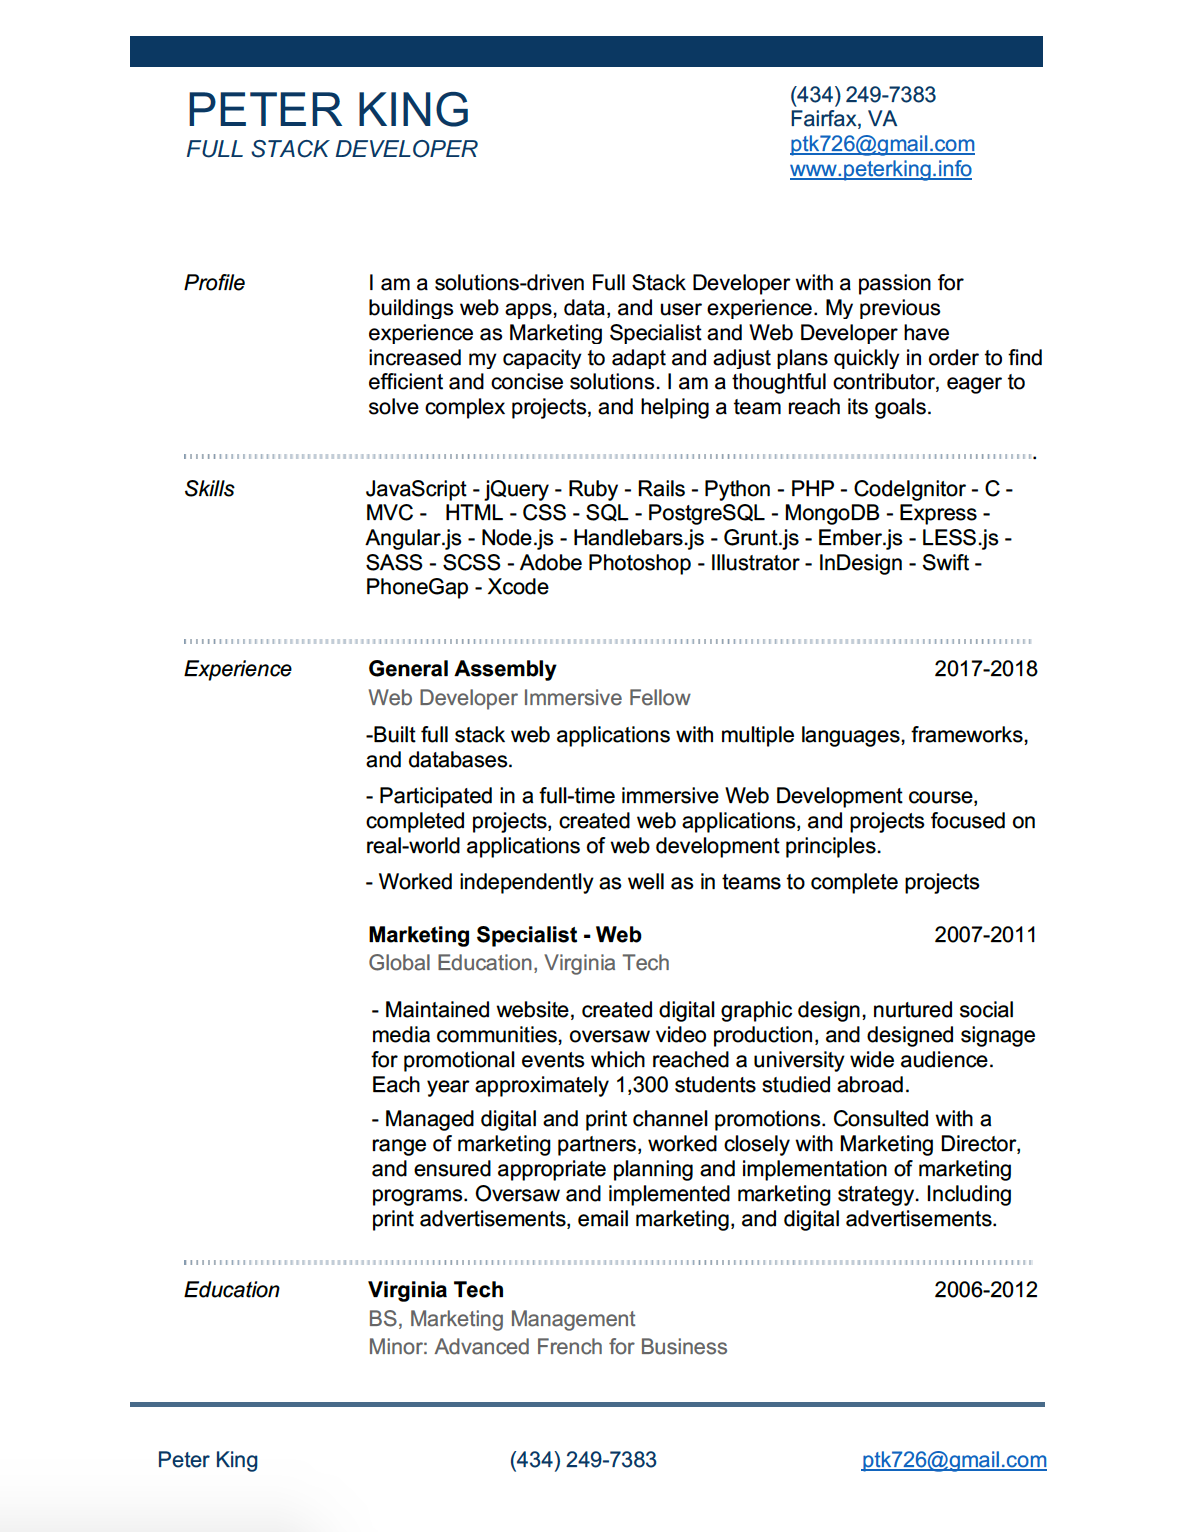 PETER KING
FULL STACK DEVELOPER
(434) 249-7383
Fairfax, VA
ptk726@gmail.com
www.peterking.info
Profile
I am a solutions-driven Full Stack Developer with a passion for
buildings web apps, data, and user experience. My previous
experience as Marketing Specialist and Web Developer have
increased my capacity to adapt and adjust plans quickly in order to find
efficient and concise solutions. I am a thoughtful contributor, eager to
solve complex projects, and helping a team reach its goals.
.
Skills
JavaScript - jQuery - Ruby - Rails - Python - PHP - CodeIgnitor - C -
MVC -   HTML - CSS - SQL - PostgreSQL - MongoDB - Express -
Angular.js - Node.js - Handlebars.js - Grunt.js - Ember.js - LESS.js -
SASS - SCSS - Adobe Photoshop - Illustrator - InDesign - Swift -
PhoneGap - Xcode
Experience
General Assembly 2017-2018
Web Developer Immersive Fellow
-Built full stack web applications with multiple languages, frameworks,
and databases.
- Participated in a full-time immersive Web Development course,
completed projects, created web applications, and projects focused on
real-world applications of web development principles.
- Worked independently as well as in teams to complete projects
Marketing Specialist - Web 2007-2011
Global Education, Virginia Tech
- Maintained website, created digital graphic design, nurtured social
media communities, oversaw video production, and designed signage
for promotional events which reached a university wide audience.
Each year approximately 1,300 students studied abroad.
- Managed digital and print channel promotions. Consulted with a
range of marketing partners, worked closely with Marketing Director,
and ensured appropriate planning and implementation of marketing
programs. Oversaw and implemented marketing strategy. Including
print advertisements, email marketing, and digital advertisements.
Education
Virginia Tech 2006-2012
BS, Marketing Management
Minor: Advanced French for Business
Peter King (434) 249-7383 ptk726@gmail.com